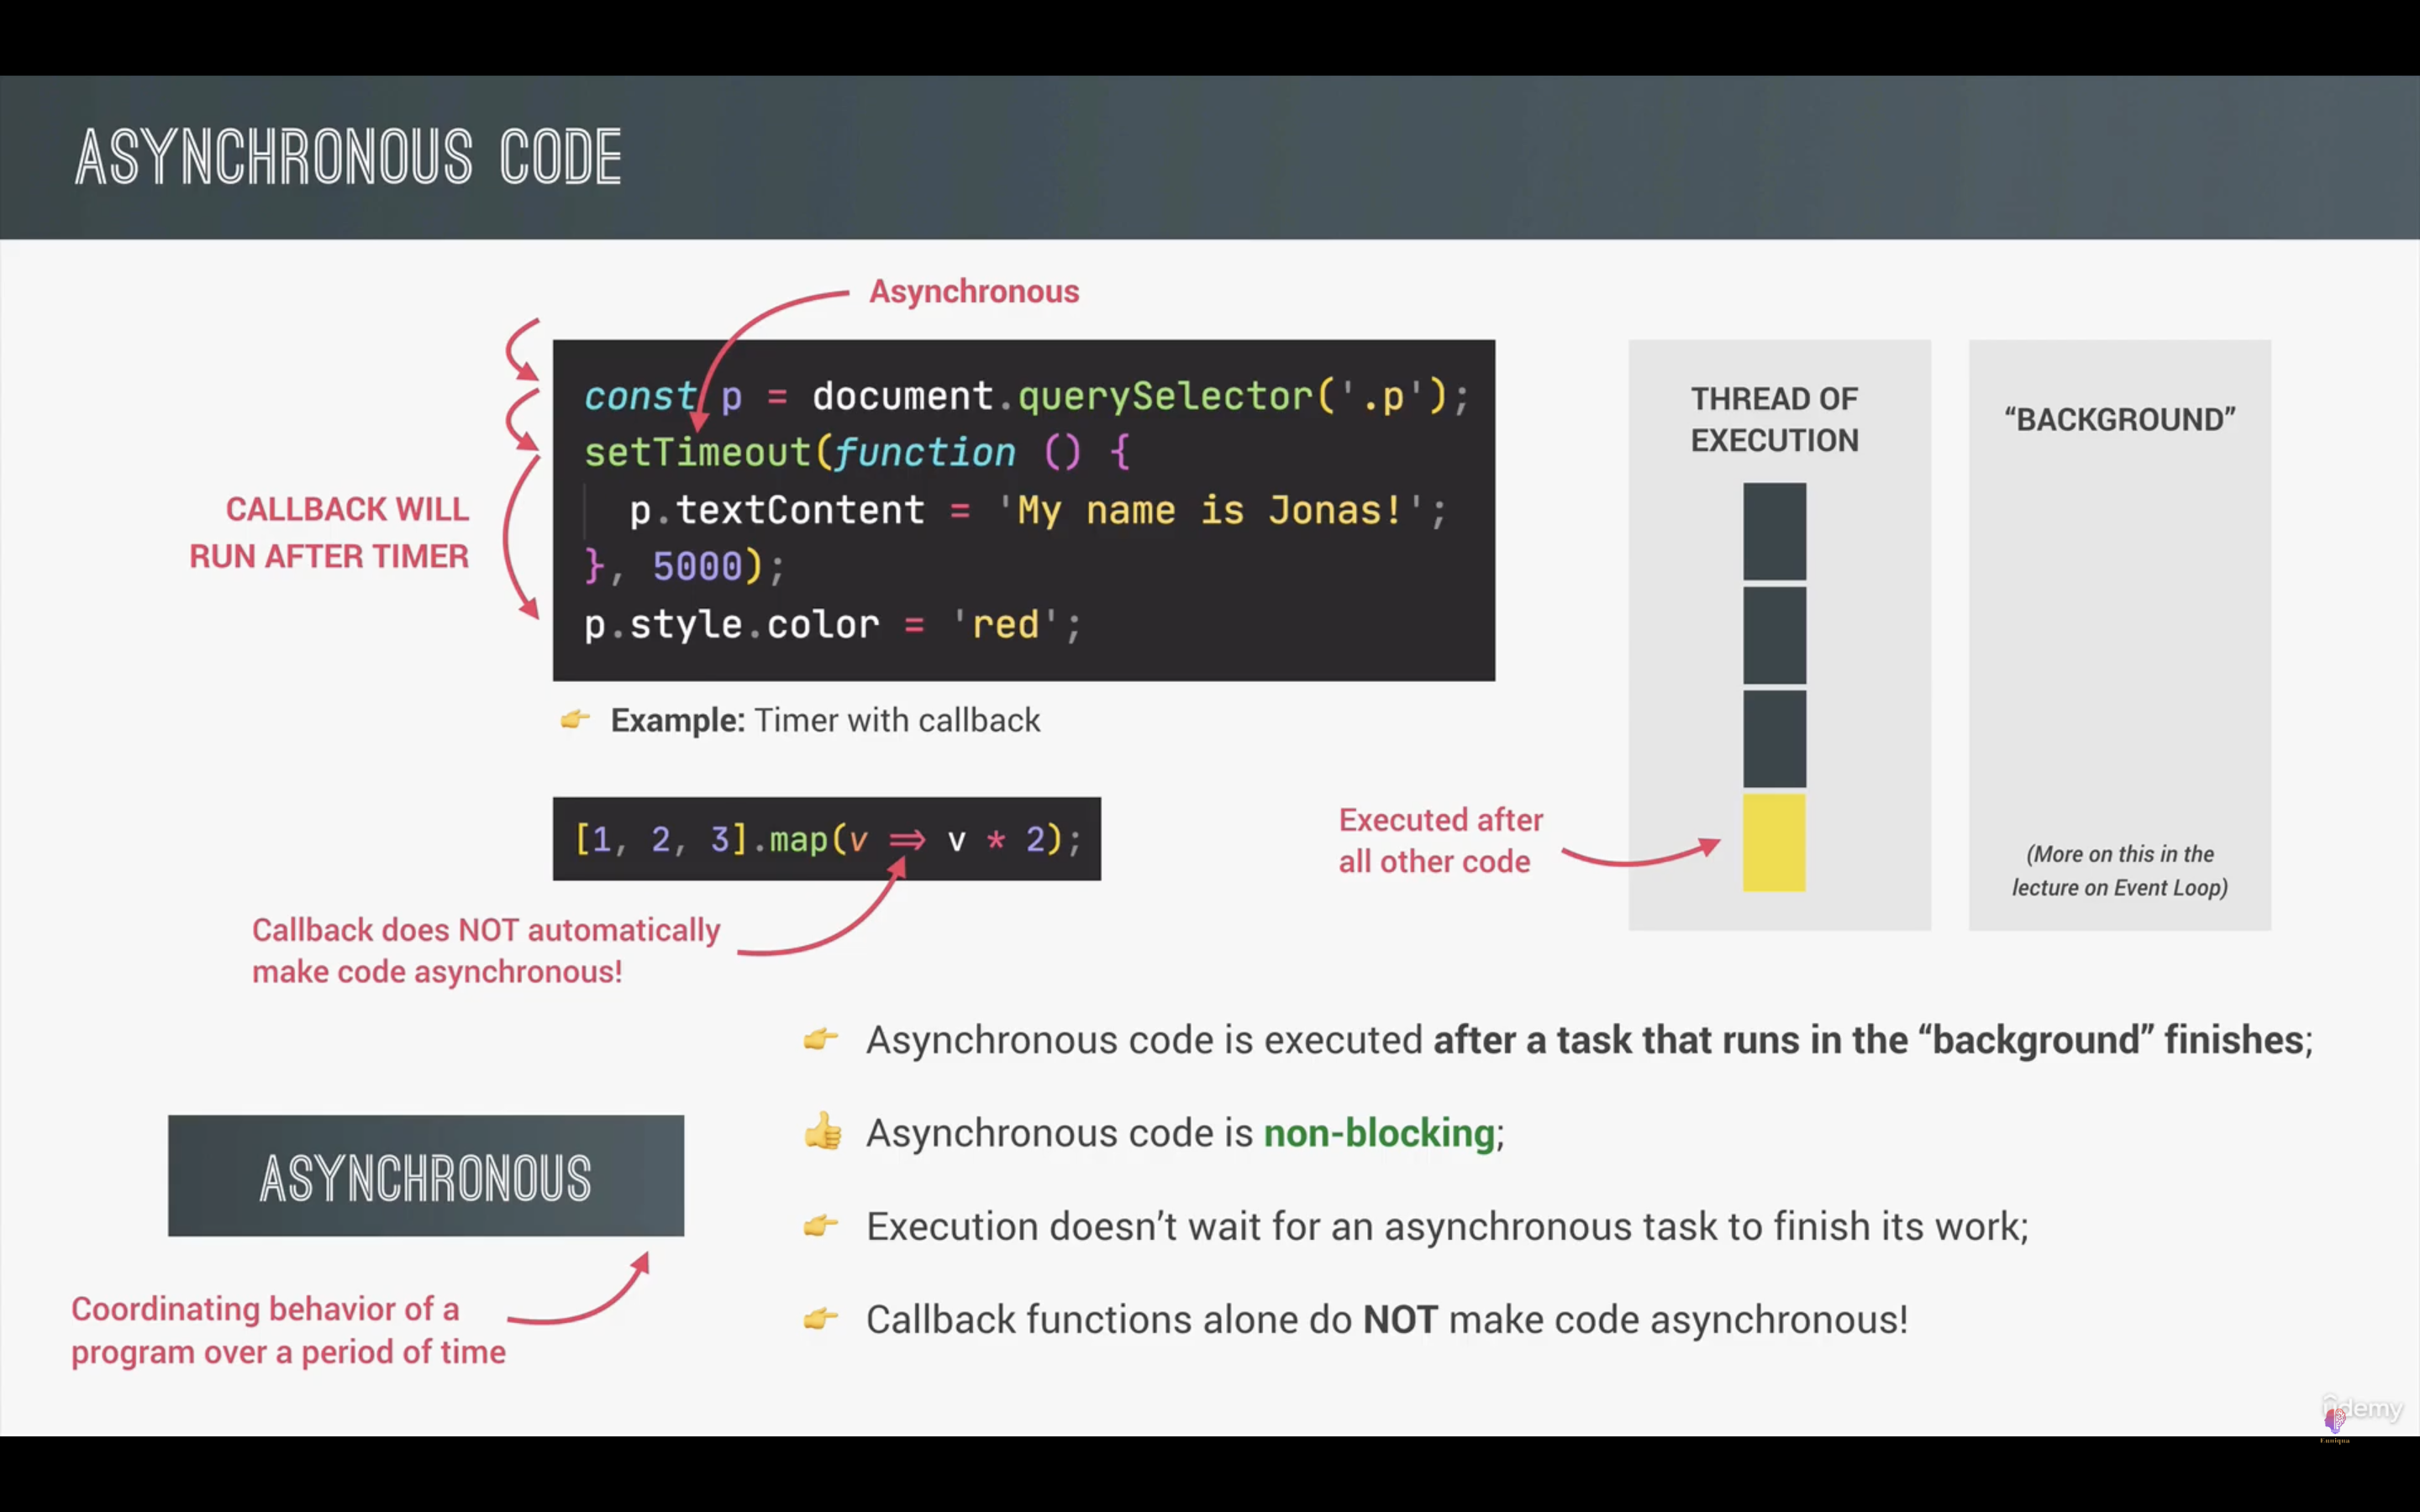 ASYNCHRONOUS CODE
Asynchronous
const p = document.querySelector('.p');
setTimeout(function () {
p.textContent = 'My name is Jonas!';
}, 5000);
p.style.color = 'red';
CALLBACK WILL
RUN AFTER TIMER
👉 Example: Timer with callback
[1, 2, 3].map(v => v * 2);
Callback does NOT automatically
make code asynchronous!
THREAD OF
EXECUTION
Executed after
all other code
“BACKGROUND”
(More on this in the
lecture on Event Loop)
ASYNCHRONOUS
Coordinating behavior of a
program over a period of time
👉 Asynchronous code is executed after a task that runs in the “background” finishes;
👍 Asynchronous code is non-blocking;
👉 Execution doesn’t wait for an asynchronous task to finish its work;
👉 Callback functions alone do NOT make code asynchronous!
udemy